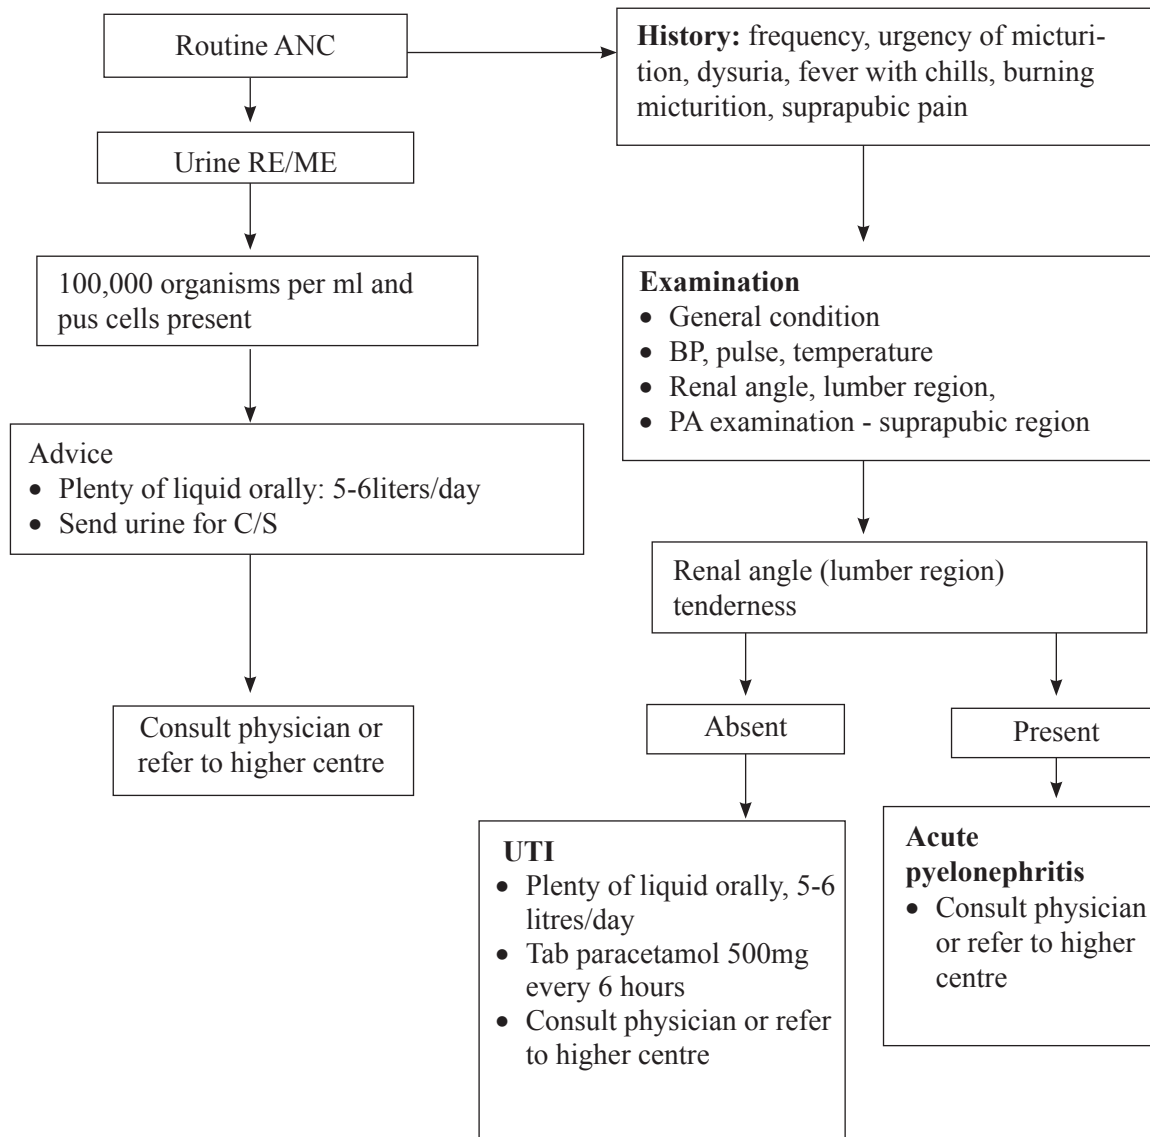 Routine ANC
History: frequency, urgency of micturi-
tion, dysuria, fever with chills, burning
micturition, suprapubic pain
Urine RE/ME
100,000 organisms per ml and
pus cells present
Examination
• General condition
• BP, pulse, temperature
• Renal angle, lumber region,
• PA examination - suprapubic region
Advice
• Plenty of liquid orally: 5-6liters/day
• Send urine for C/S
Renal angle (lumber region)
tenderness
Consult physician or
refer to higher centre
Absent
Present
UTI
• Plenty of liquid orally, 5-6
litres/day
• Tab paracetamol 500mg
every 6 hours
• Consult physician or refer
to higher centre
Acute
pyelonephritis
• Consult physician
or refer to higher
centre